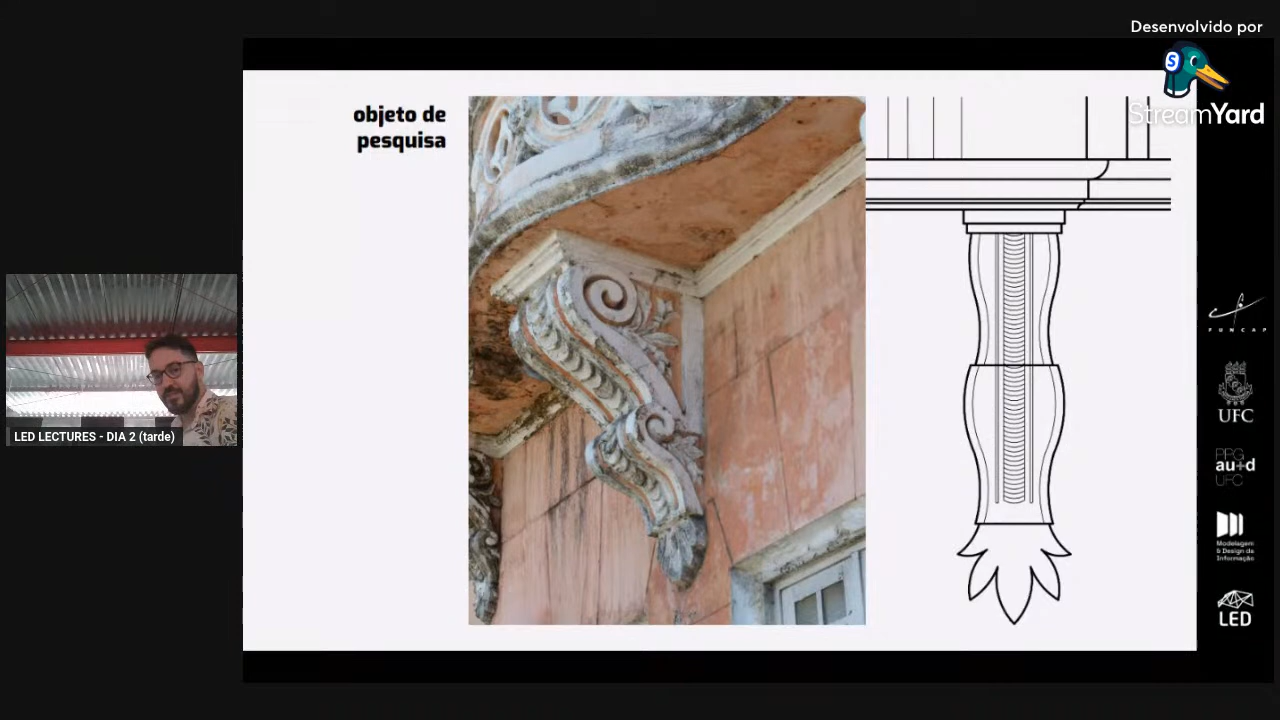 Desenvolvido por
StreamYard
objeto de
pesquisa
LED LECTURES - DIA 2 (tarde)
FUNCAP
UFC
PPG
au+d
UFC
Modelagem
& Design da
Informação
LED